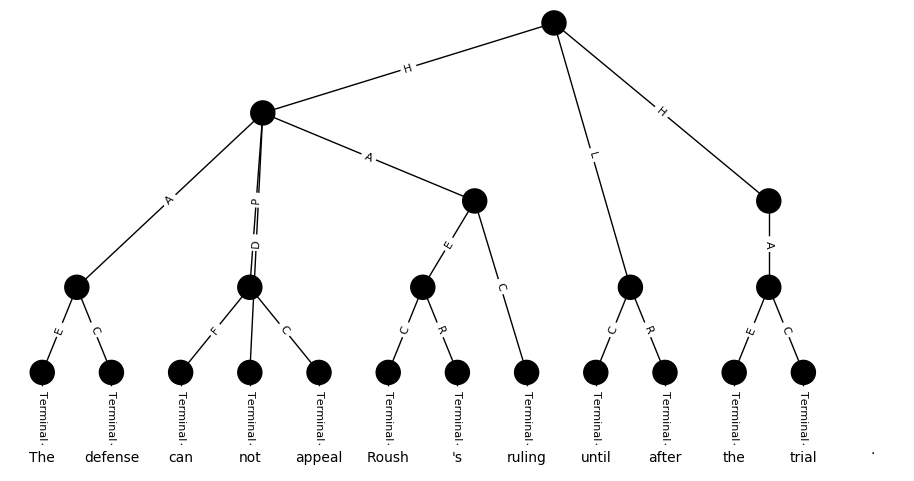 H
H
L
A
A
P
A
D
E
E
C
F
C
C
R
C
C
R
E
C
Terminal Terminal Terminal Terminal Terminal Terminal Terminal Terminal Terminal Terminal Terminal Terminal
The defense can not appeal Roush 's ruling until after the trial .